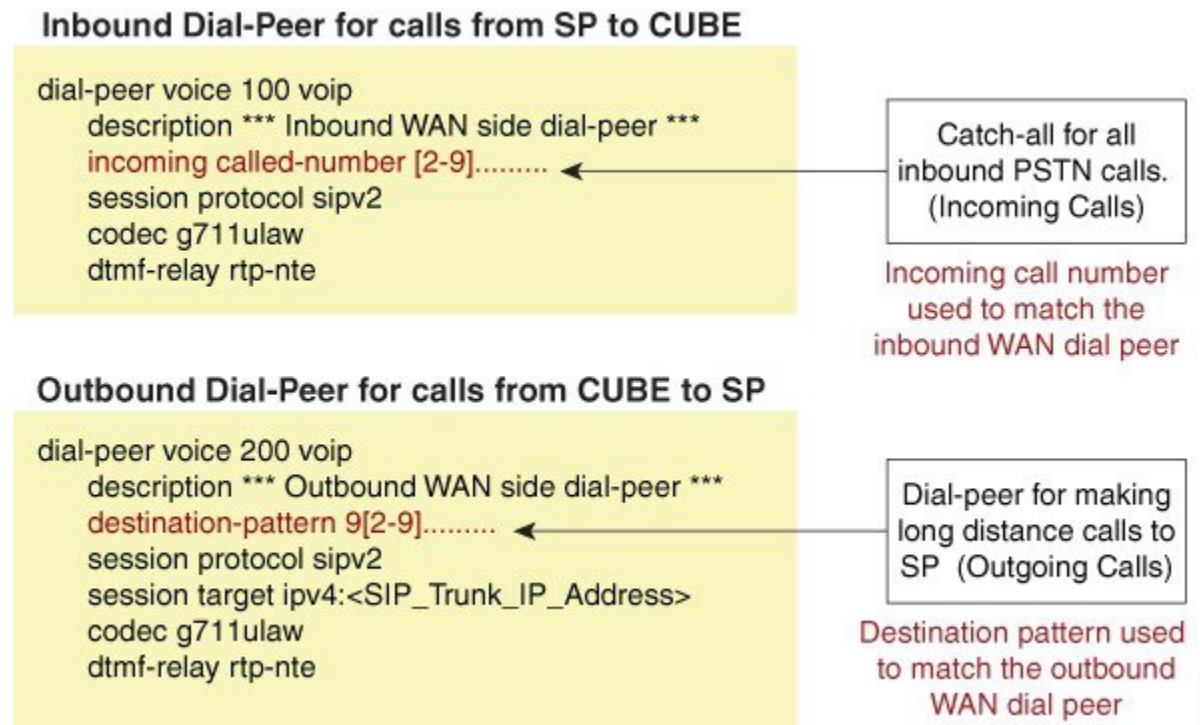 Inbound Dial-Peer for calls from SP to CUBE
dial-peer voice 100 voip
description *** Inbound WAN side dial-peer ***
incoming called-number [2-9].........
session protocol sipv2
codec g711ulaw
dtmf-relay rtp-nte
Catch-all for all
inbound PSTN calls.
(Incoming Calls)
Incoming call number
used to match the
inbound WAN dial peer
Outbound Dial-Peer for calls from CUBE to SP
dial-peer voice 200 voip
description *** Outbound WAN side dial-peer ***
destination-pattern 9[2-9].........
session protocol sipv2
session target ipv4:<SIP_Trunk_IP_Address>
codec g711ulaw
dtmf-relay rtp-nte
Dial-peer for making
long distance calls to
SP (Outgoing Calls)
Destination pattern used
to match the outbound
WAN dial peer